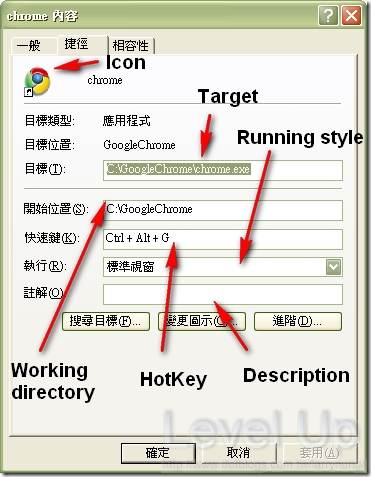 chrome 內容
一般 捷徑 相容性
Icon
chrome
Target
目標類型: 應用程式
目標位置: GoogleChrome
Running style
目標(T): C:\GoogleChrome\chrome.exe
開始位置(S): C:\GoogleChrome
快速鍵(K): Ctrl + Alt + G
執行(R): 標準視窗
註解(O):
搜尋目標(F)... 變更圖示(C)... 進階(D)...
Working
directory
HotKey
Description
Level Up
確定 取消 套用(A)